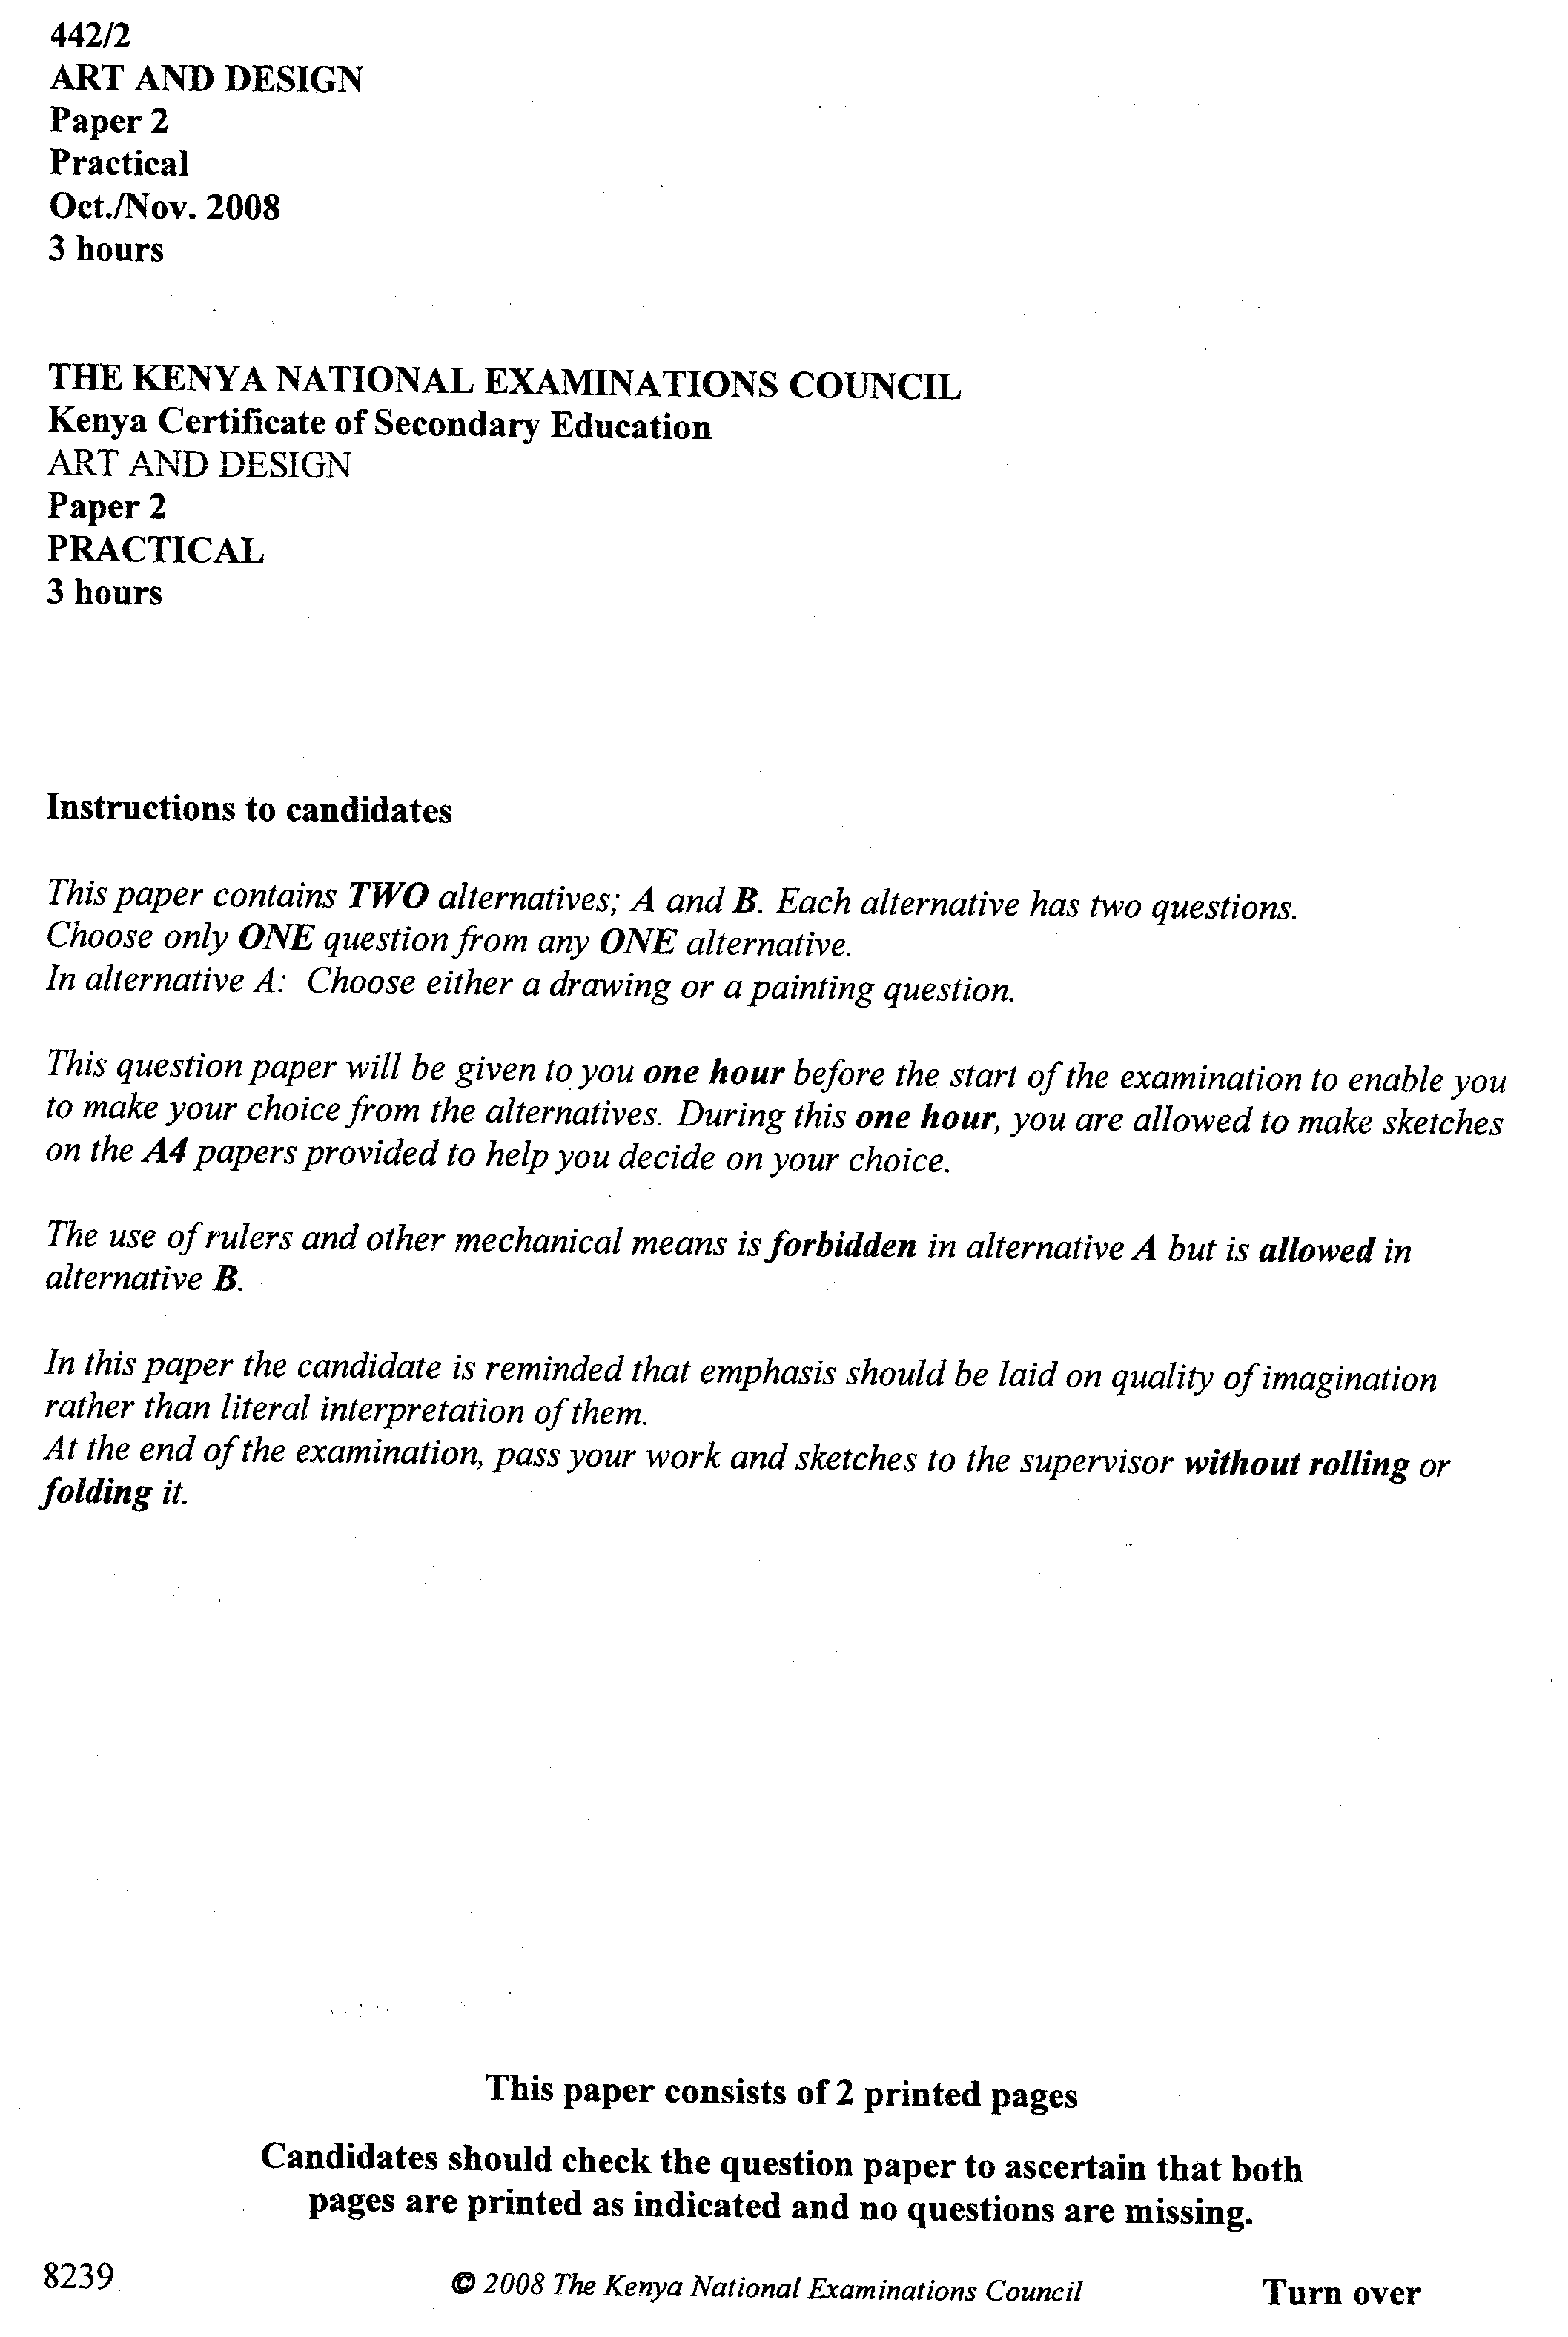 442/2
ART AND DESIGN
Paper 2
Practical
Oct./Nov. 2008
3 hours
THE KENYA NATIONAL EXAMINATIONS COUNCIL
Kenya Certificate of Secondary Education
ART AND DESIGN
Paper 2
PRACTICAL
3 hours
Instructions to candidates
This paper contains TWO alternatives; A and B. Each alternative has two questions.
Choose only ONE question from any ONE alternative.
In alternative A: Choose either a drawing or a painting question.
This question paper will be given to you one hour before the start of the examination to enable you
to make your choice from the alternatives. During this one hour, you are allowed to make sketches
on the A4 papers provided to help you decide on your choice.
The use of rulers and other mechanical means is forbidden in alternative A but is allowed in
alternative B.
In this paper the candidate is reminded that emphasis should be laid on quality of imagination
rather than literal interpretation of them.
At the end of the examination, pass your work and sketches to the supervisor without rolling or
folding it.
This paper consists of 2 printed pages
Candidates should check the question paper to ascertain that both
pages are printed as indicated and no questions are missing.
8239 © 2008 The Kenya National Examinations Council Turn over